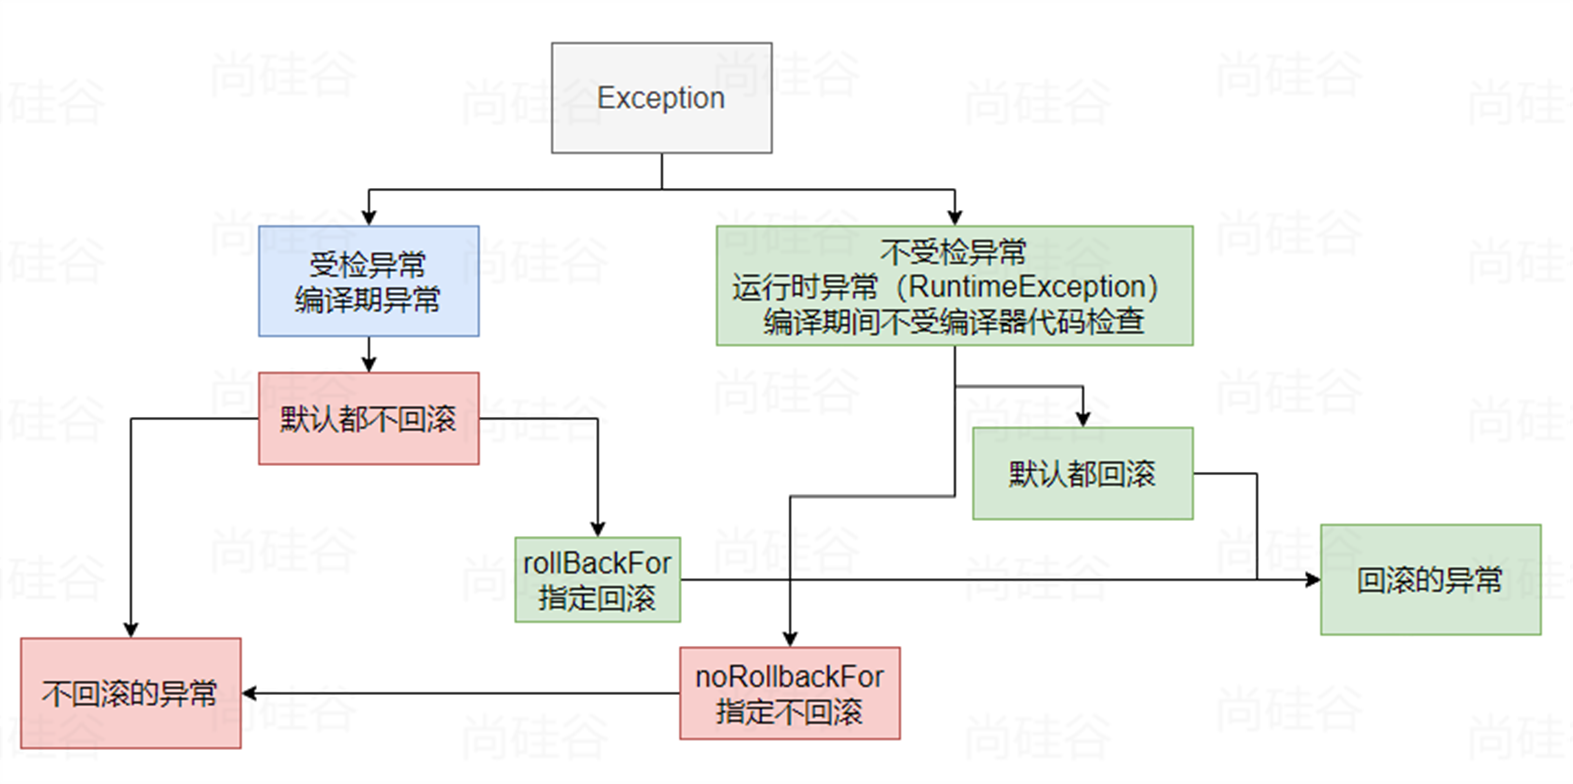 Exception
受检异常
编译期异常
不受检异常
运行时异常（RuntimeException）
编译期间不受编译器代码检查
默认都不回滚
默认都回滚
rollBackFor
指定回滚
回滚的异常
不回滚的异常
noRollbackFor
指定不回滚
尚硅谷